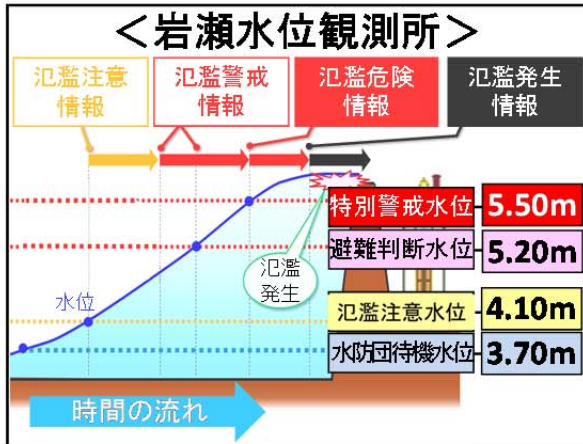 ＜岩瀬水位観測所＞
氾濫注意
情報
氾濫警戒
情報
氾濫危険
情報
氾濫発生
情報
特別警戒水位 5.50m
避難判断水位 5.20m
氾濫
発生
水位
氾濫注意水位 4.10m
水防団待機水位 3.70m
時間の流れ